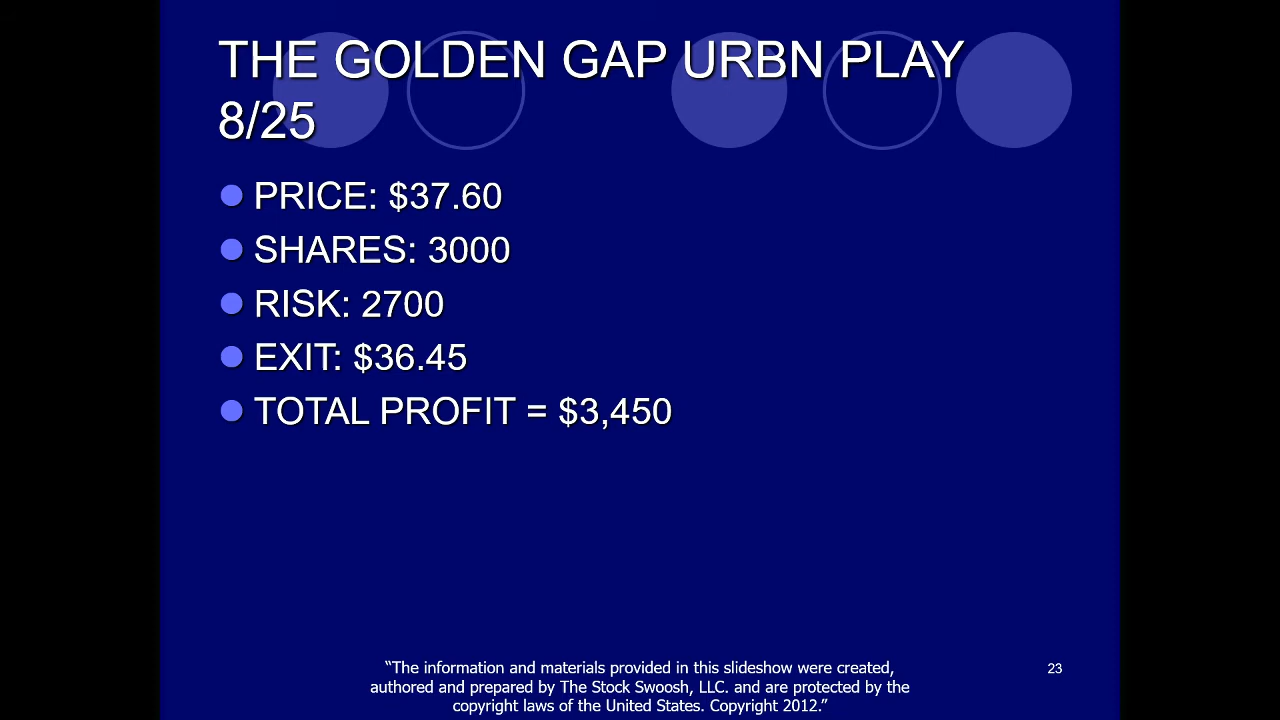 THE GOLDEN GAP URBN PLAY
8/25
PRICE: $37.60
SHARES: 3000
RISK: 2700
EXIT: $36.45
TOTAL PROFIT = $3,450
“The information and materials provided in this slideshow were created,
authored and prepared by The Stock Swoosh, LLC. and are protected by the
copyright laws of the United States. Copyright 2012.”
23